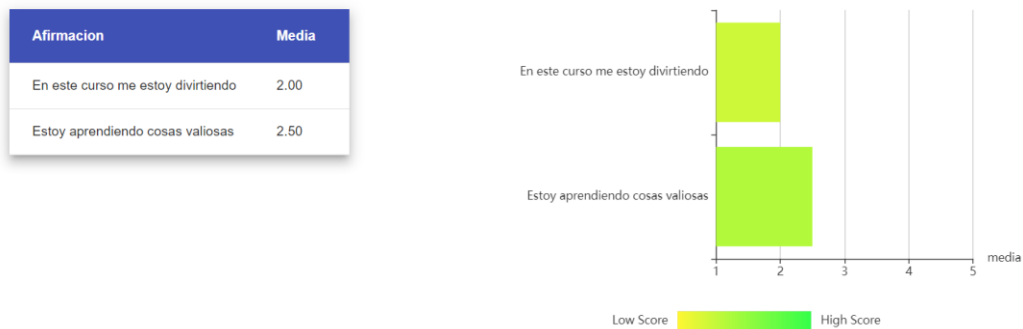 Afirmacion Media
En este curso me estoy divirtiendo 2.00
Estoy aprendiendo cosas valiosas 2.50
En este curso me estoy divirtiendo
Estoy aprendiendo cosas valiosas
media
1 2 3 4 5
Low Score High Score